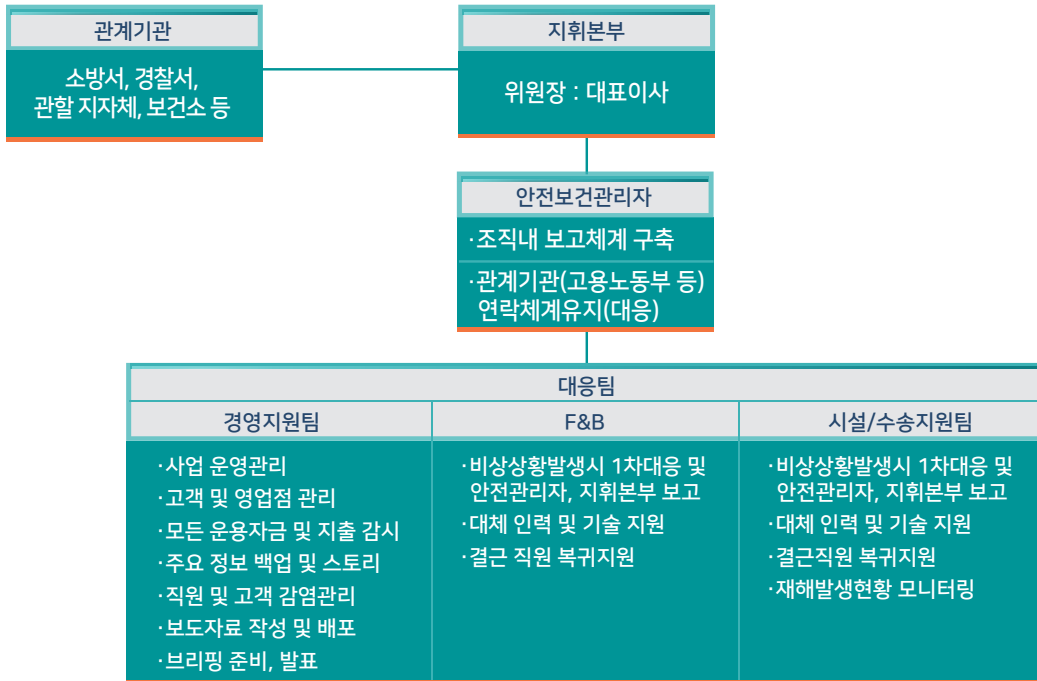 관계기관
소방서, 경찰서,
관할 지자체, 보건소 등
지휘본부
위원장 : 대표이사
안전보건관리자
·조직내 보고체계 구축
·관계기관(고용노동부 등)
연락체계유지(대응)
대응팀
경영지원팀
·사업 운영관리
·고객 및 영업점 관리
·모든 운용자금 및 지출 감시
·주요 정보 백업 및 스토리
·직원 및 고객 감염관리
·보도자료 작성 및 배포
·브리핑 준비, 발표
F&B
·비상상황발생시 1차대응 및
안전관리자, 지휘본부 보고
·대체 인력 및 기술 지원
·결근 직원 복귀지원
시설/수송지원팀
·비상상황발생시 1차대응 및
안전관리자, 지휘본부 보고
·대체 인력 및 기술 지원
·결근직원 복귀지원
·재해발생현황 모니터링